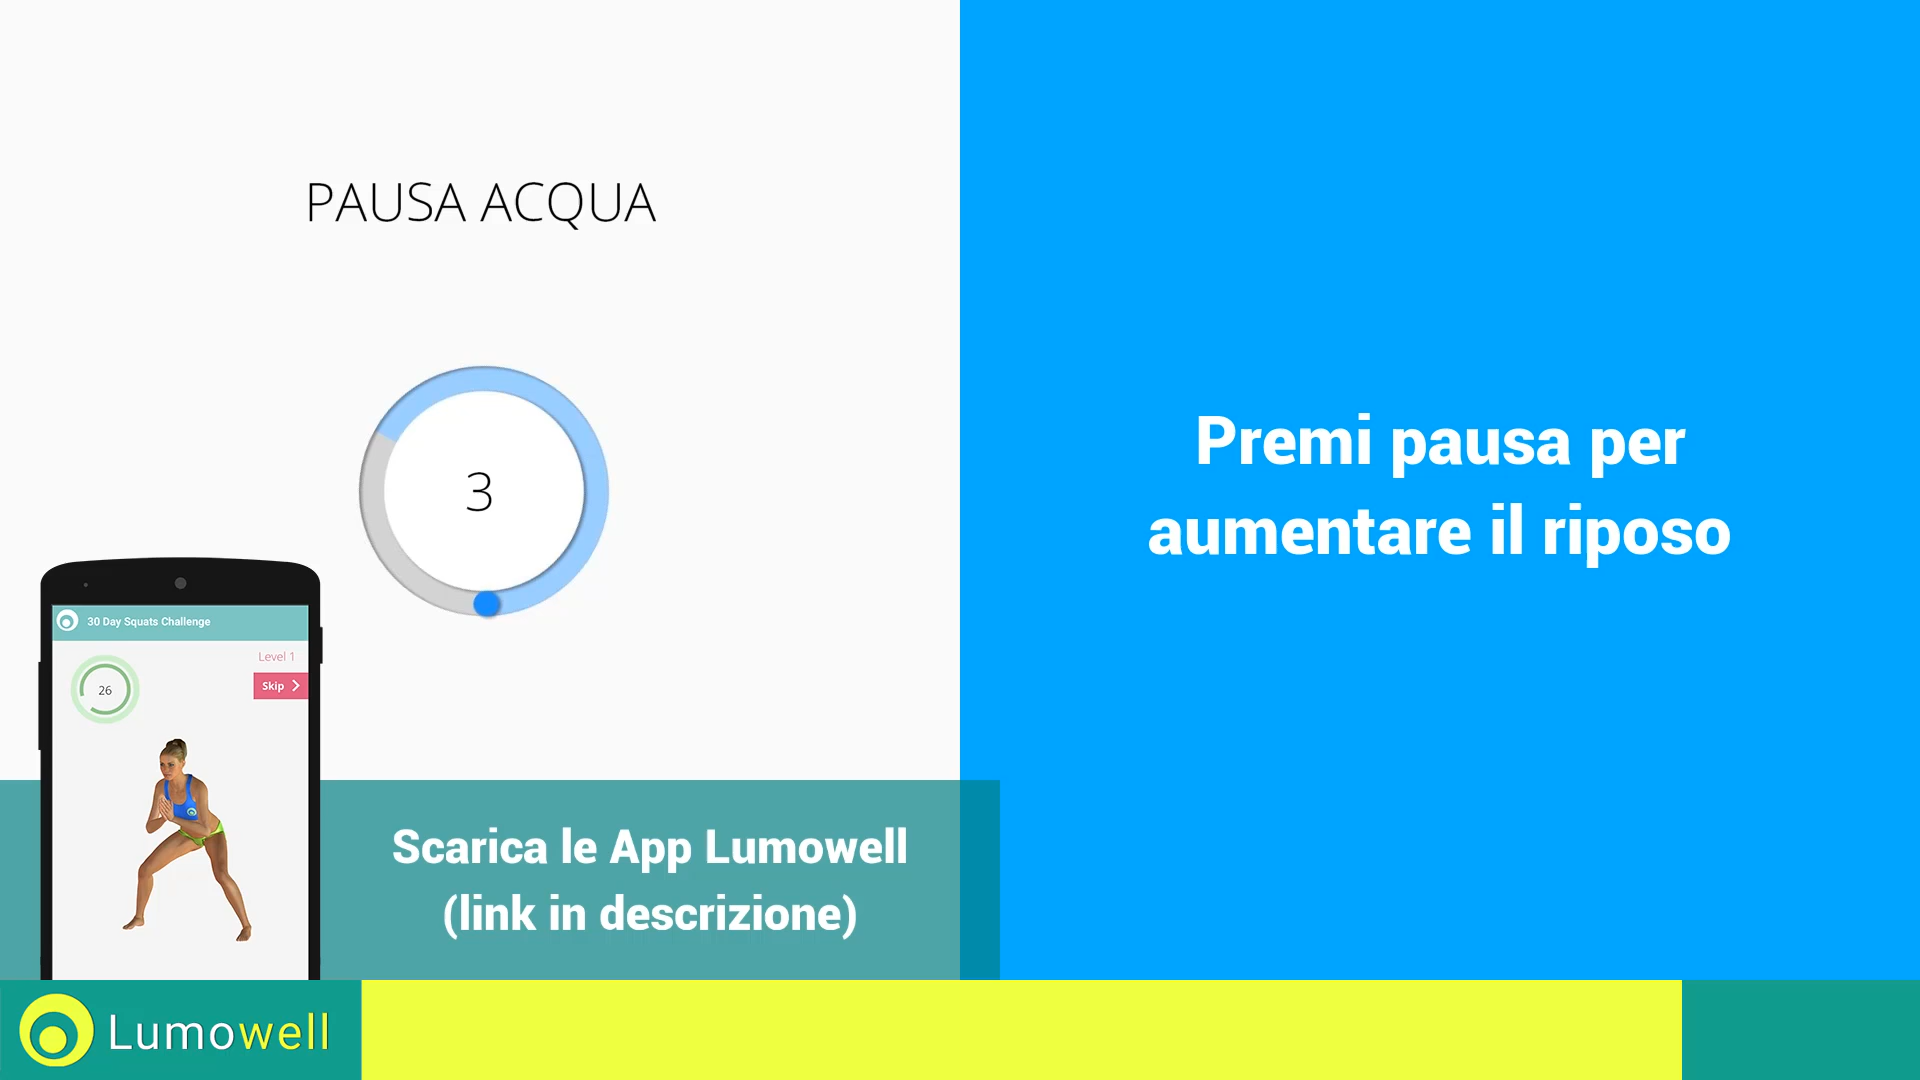 PAUSA ACQUA
3
Premi pausa per
aumentare il riposo
30 Day Squats Challenge
Level 1
Skip
26
Scarica le App Lumowell
(link in descrizione)
Lumowell